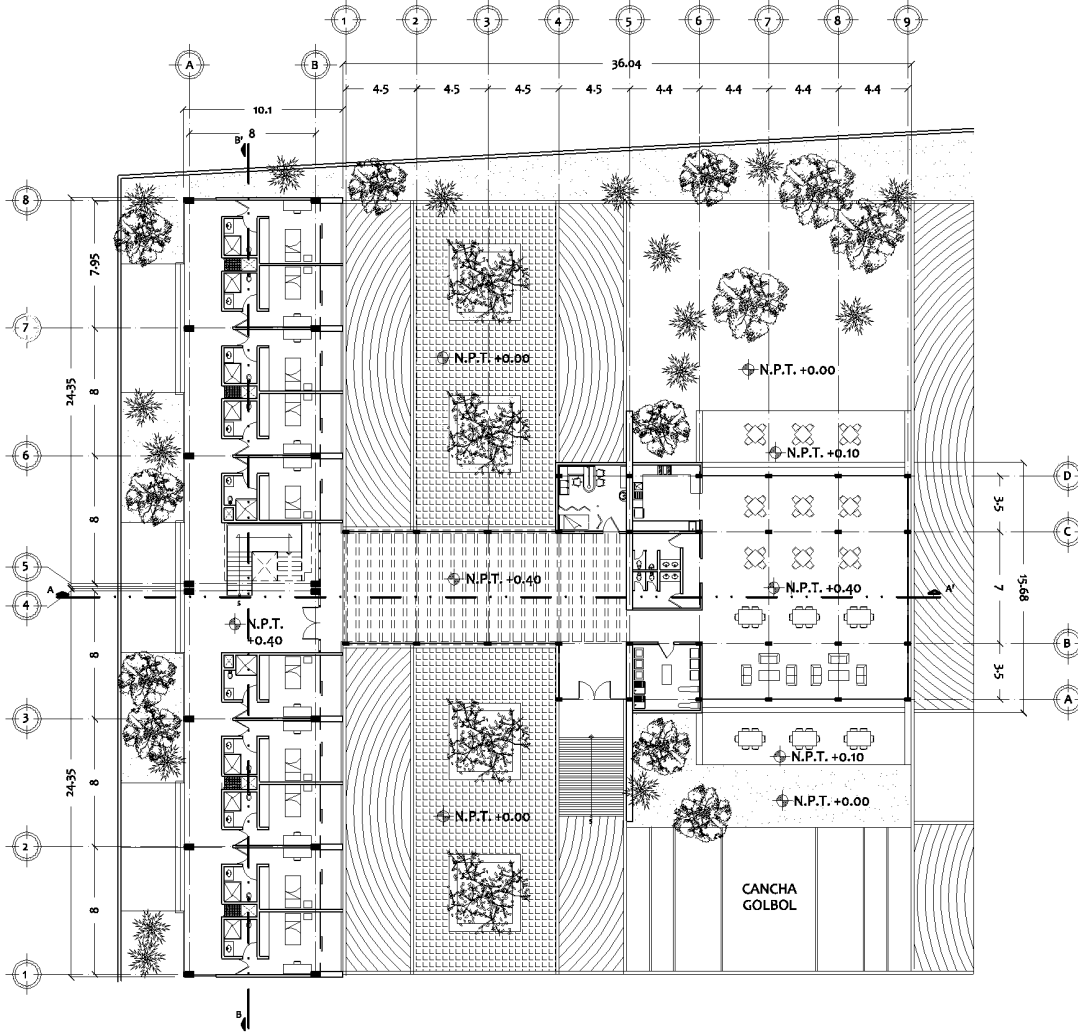 1 2 3 4 5 6 7 8 9
A B
36.04
4.5 4.5 4.5 4.5 4.4 4.4 4.4 4.4
10.1
8
B'
8
7.95
7
N.P.T. +0.00
N.P.T. +0.00
24.35
8
6
N.P.T. +0.10
D
3.5
8
C
5
N.P.T. +0.40
N.P.T. +0.40
7
15.68
4
A
A'
N.P.T.
+0.40
s
8
B
3.5
A
3
N.P.T. +0.10
24.35
8
N.P.T. +0.00
N.P.T. +0.00
s
2
CANCHA
GOLBOL
8
1
B